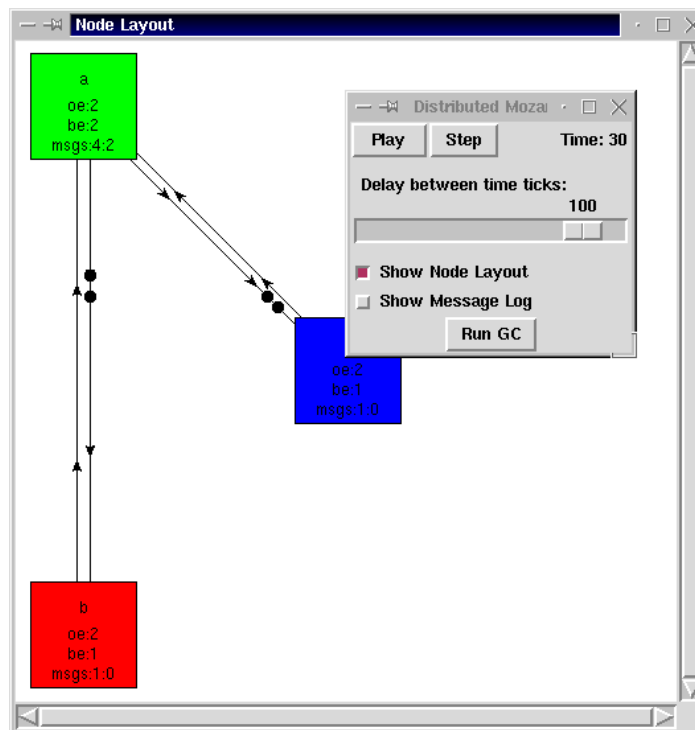 Node Layout
a
oe:2
be:2
msgs:4:2
Distributed Moza
Play Step Time: 30
Delay between time ticks:
100
Show Node Layout
Show Message Log
Run GC
oe:2
be:1
msgs:1:0
b
oe:2
be:1
msgs:1:0